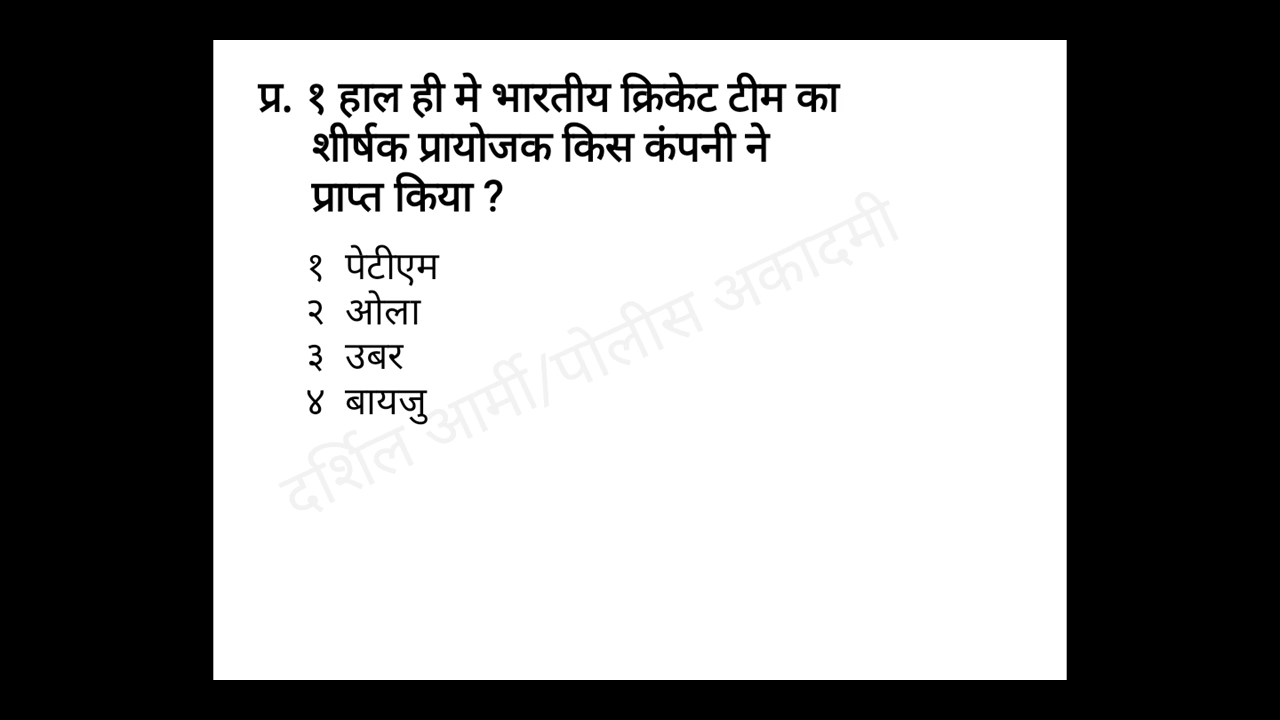 प्र. १ हाल ही मे भारतीय क्रिकेट टीम का
शीर्षक प्रायोजक किस कंपनी ने
प्राप्त किया ?
१ पेटीएम
२ ओला
३ उबर
४ बायजु
दर्शिल आर्मी/पोलीस अकादमी